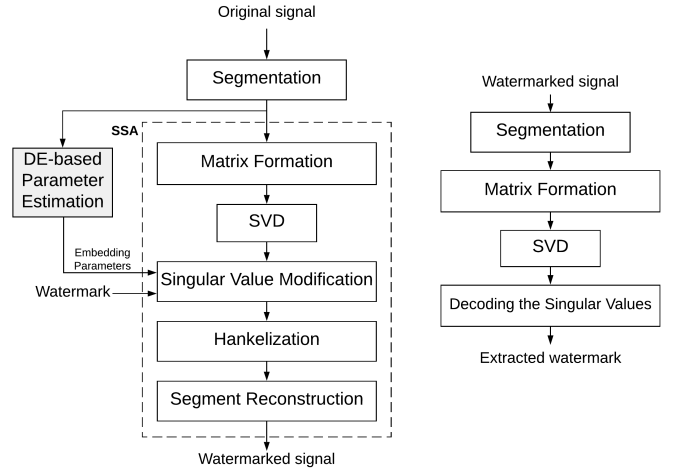 Original signal
Segmentation
SSA
DE-based
Parameter
Estimation
Matrix Formation
SVD
Embedding
Parameters
Singular Value Modification
Watermark
Hankelization
Segment Reconstruction
Watermarked signal
Watermarked signal
Segmentation
Matrix Formation
SVD
Decoding the Singular Values
Extracted watermark